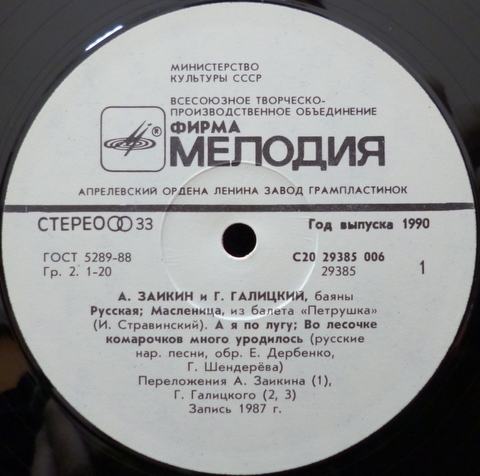 МИНИСТЕРСТВО
КУЛЬТУРЫ СССР
ВСЕСОЮЗНОЕ ТВОРЧЕСКО-
ПРОИЗВОДСТВЕННОЕ ОБЪЕДИНЕНИЕ
ФИРМА
® МЕЛОДИЯ
АПРЕЛЕВСКИЙ ОРДЕНА ЛЕНИНА ЗАВОД ГРАМПЛАСТИНОК
СТЕРЕО 33 Год выпуска 1990
ГОСТ 5289-88 С20 29385 006
Гр. 2. 1-20 29385 1
А. ЗАИКИН и Г. ГАЛИЦКИЙ, баяны
Русская; Масленица, из балета «Петрушка»
(И. Стравинский). А я по лугу; Во лесочке
комарочков много уродилось (русские
нар. песни, обр. Е. Дербенко,
Г. Шендерёва)
Переложения А. Заикина (1),
Г. Галицкого (2, 3)
Запись 1987 г.